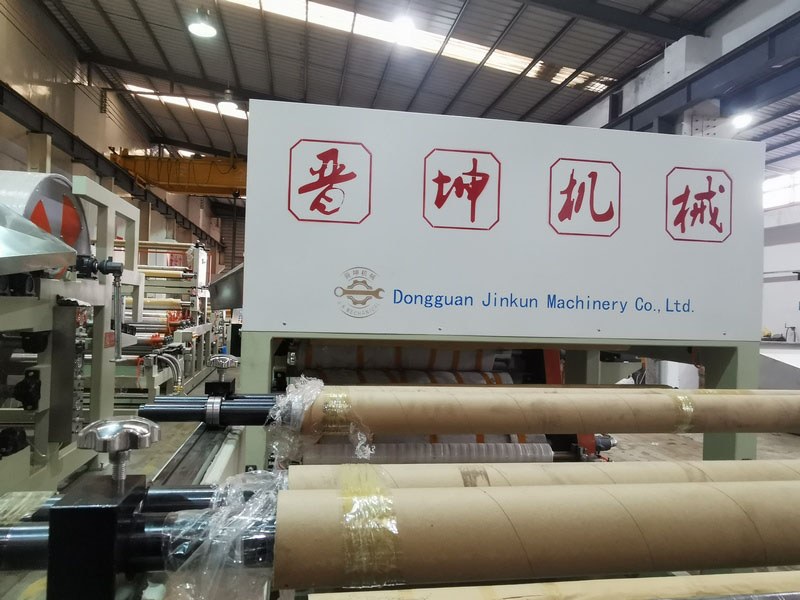 晋坤机械
Dongguan Jinkun Machinery Co.,Ltd.